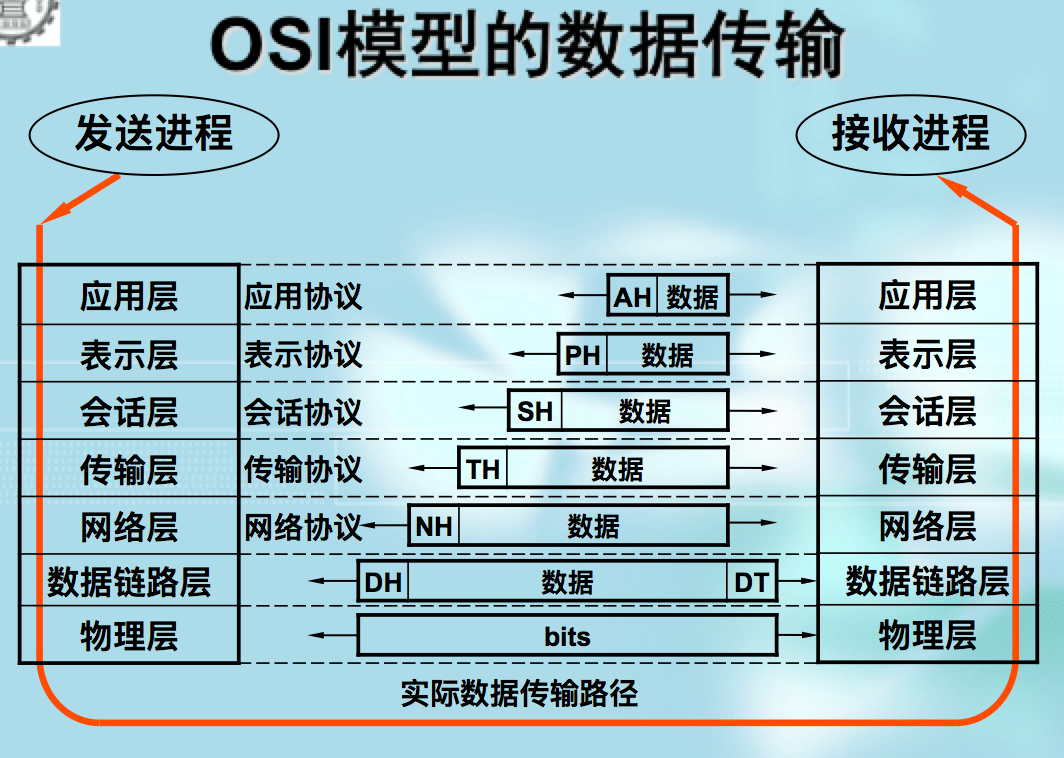 OSI模型的数据传输
发送进程
接收进程
应用层 应用协议 AH 数据 应用层
表示层 表示协议 PH 数据 表示层
会话层 会话协议 SH 数据 会话层
传输层 传输协议 TH 数据 传输层
网络层 网络协议 NH 数据 网络层
数据链路层 DH 数据 DT 数据链路层
物理层 bits 物理层
实际数据传输路径